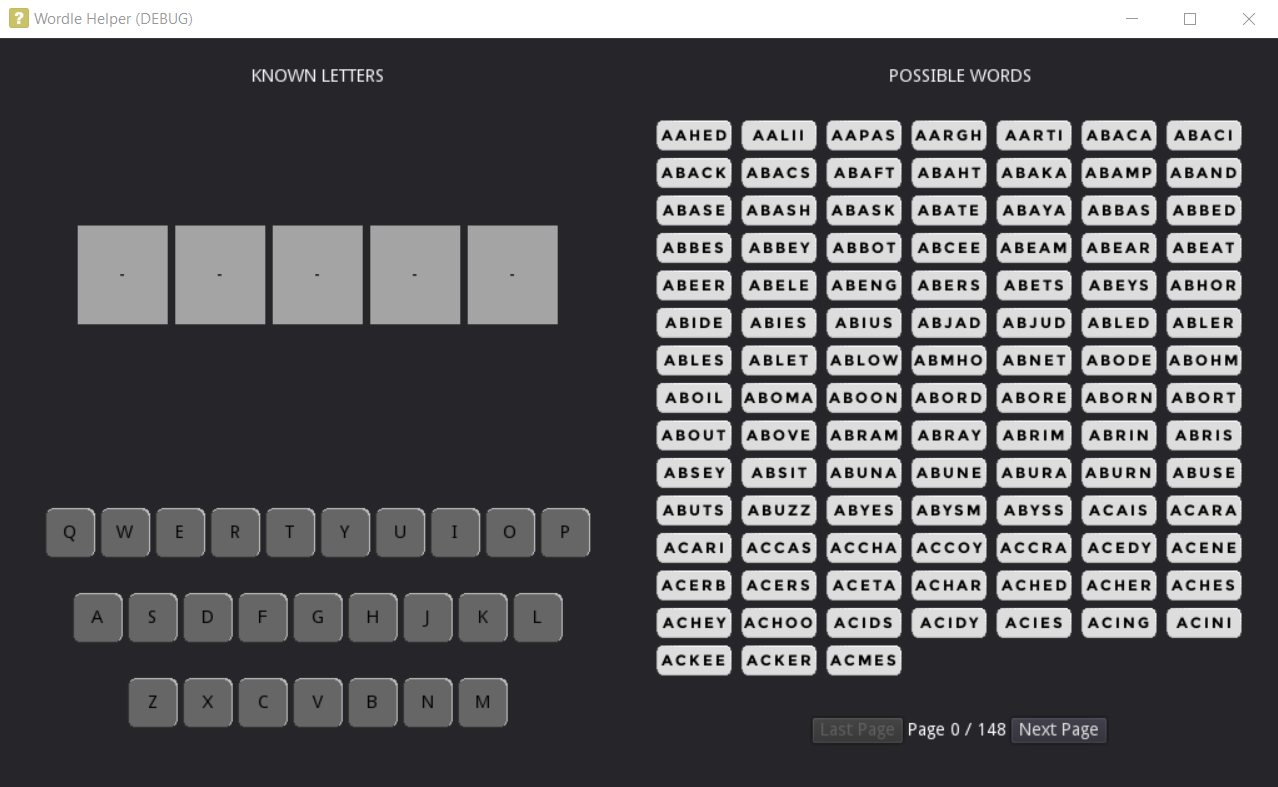 Wordle Helper (DEBUG)
KNOWN LETTERS
- - - - -
Q W E R T Y U I O P
A S D F G H J K L
Z X C V B N M
POSSIBLE WORDS
AAHED AALII AAPAS AARGH AARTI ABACA ABACI
ABACK ABACS ABAFT ABAHT ABAKA ABAMP ABAND
ABASE ABASH ABASK ABATE ABAYA ABBAS ABBED
ABBES ABBEY ABBOT ABCEE ABEAM ABEAR ABEAT
ABEER ABELE ABENG ABERS ABETS ABEYS ABHOR
ABIDE ABIES ABIUS ABJAD ABJUD ABLED ABLER
ABLES ABLET ABLOW ABMHO ABNET ABODE ABOHM
ABOIL ABOMA ABOON ABORD ABORE ABORN ABORT
ABOUT ABOVE ABRAM ABRAY ABRIM ABRIN ABRIS
ABSEY ABSIT ABUNA ABUNE ABURA ABURN ABUSE
ABUTS ABUZZ ABYES ABYSM ABYSS ACAIS ACARA
ACARI ACCAS ACCHA ACCOY ACCRA ACEDY ACENE
ACERB ACERS ACETA ACHAR ACHED ACHER ACHES
ACHEY ACHOO ACIDS ACIDY ACIES ACING ACINI
ACKEE ACKER ACMES
Last Page Page 0 / 148 Next Page